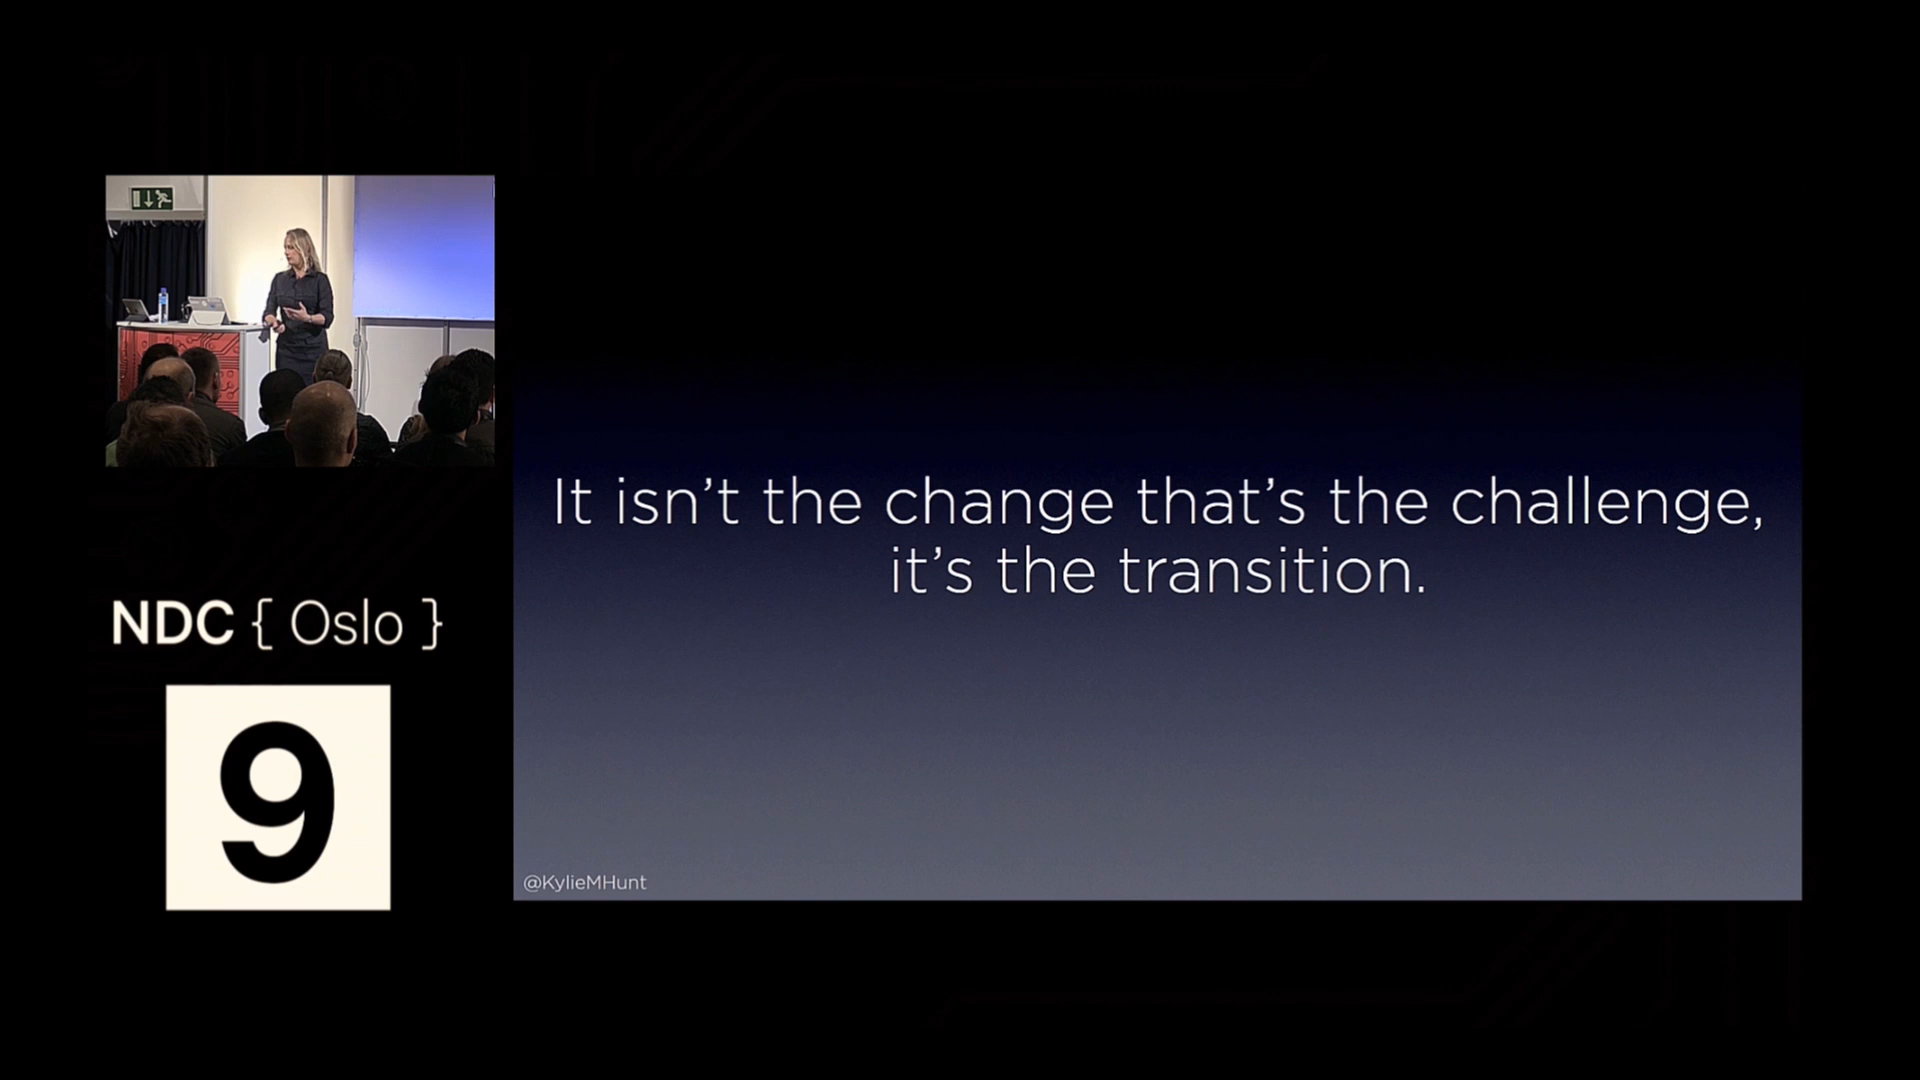 It isn’t the change that’s the challenge,
it’s the transition.
NDC { Oslo }
9
@KylieMHunt